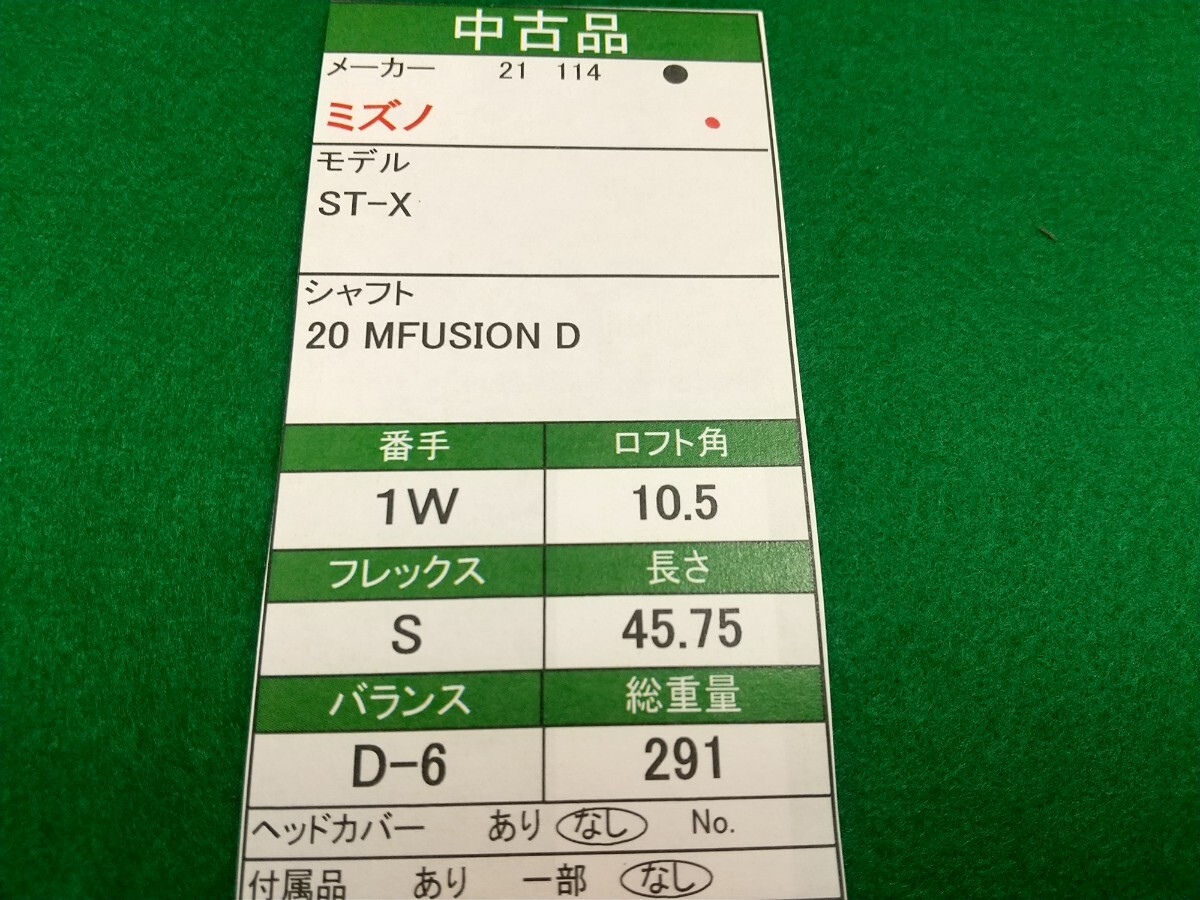 中古品
メーカー 21 114 ●
ミズノ
モデル
ST-X
シャフト
20 MFUSION D
番手 ロフト角
1W 10.5
フレックス 長さ
S 45.75
バランス 総重量
D-6 291
ヘッドカバー あり なし No.
付属品 あり 一部 なし